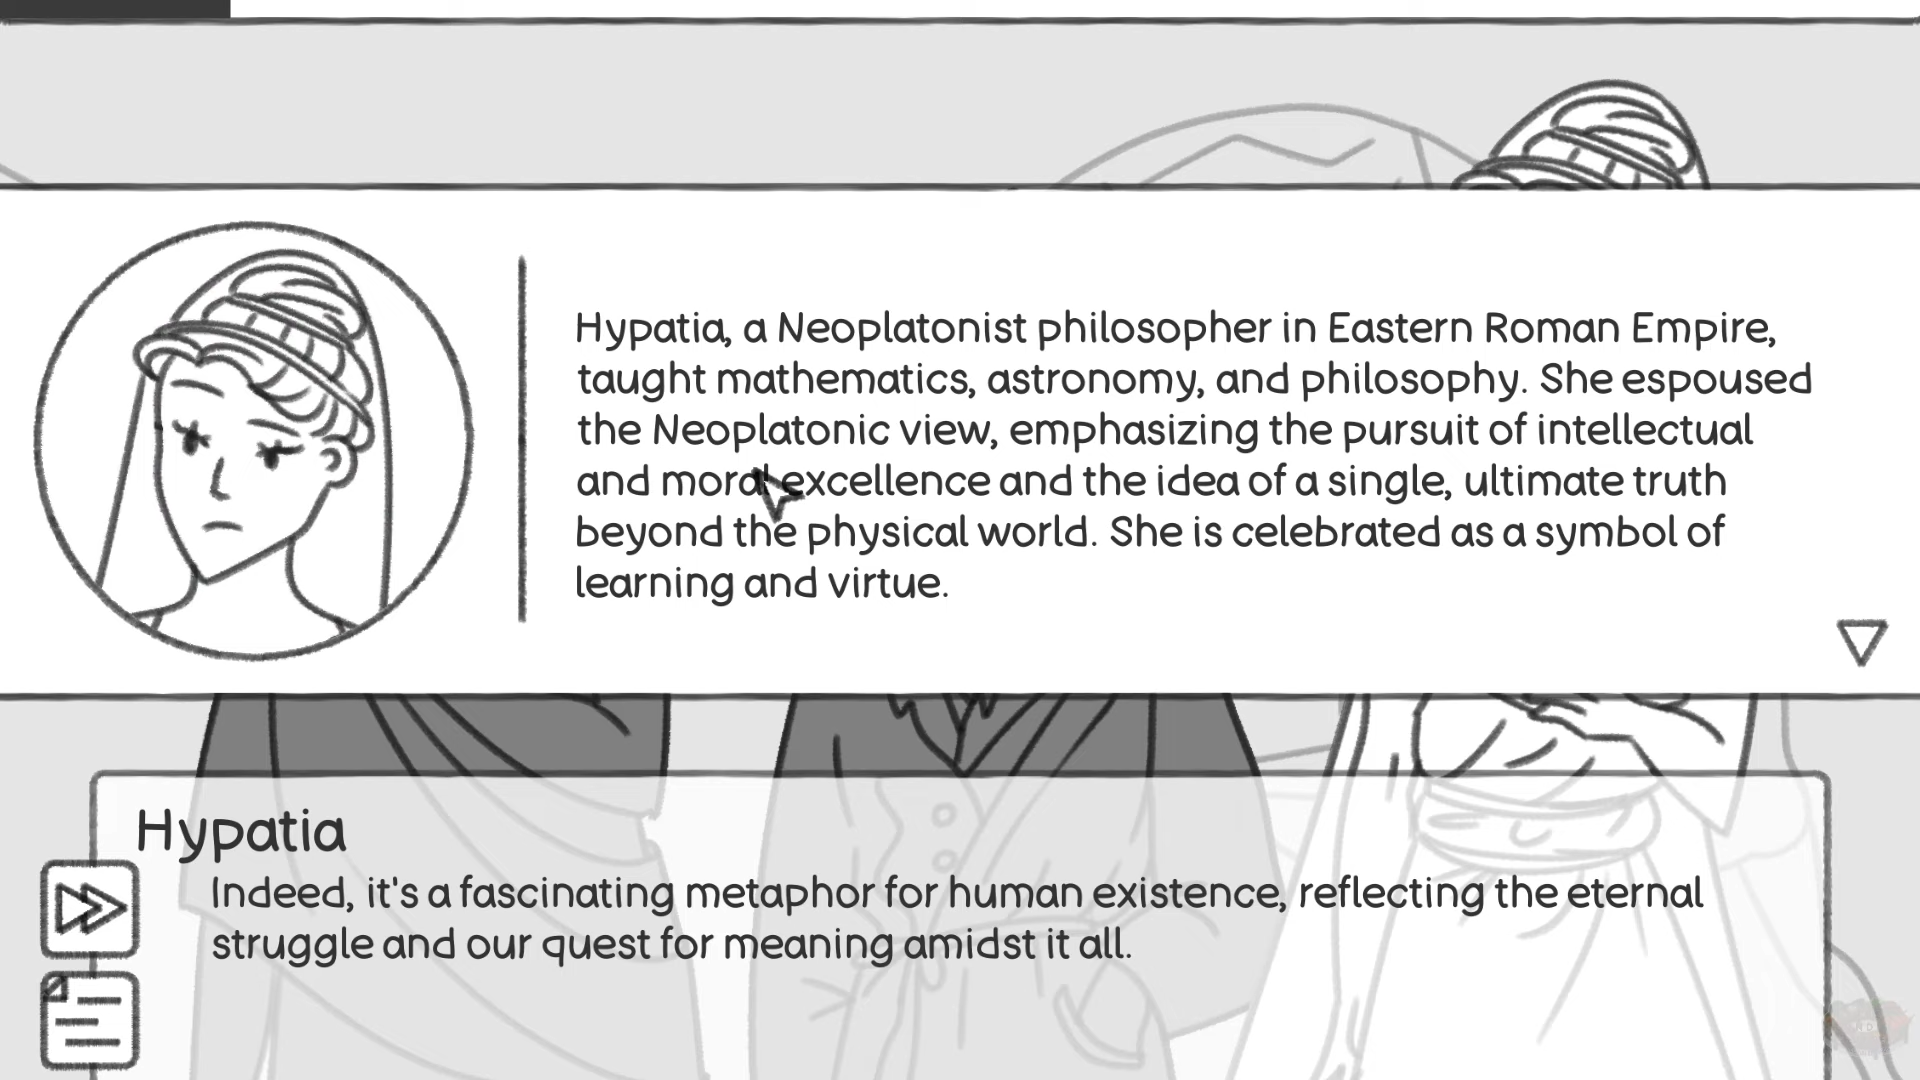 Hypatia, a Neoplatonist philosopher in Eastern Roman Empire,
taught mathematics, astronomy, and philosophy. She espoused
the Neoplatonic view, emphasizing the pursuit of intellectual
and moral excellence and the idea of a single, ultimate truth
beyond the physical world. She is celebrated as a symbol of
learning and virtue.
Hypatia
Indeed, it's a fascinating metaphor for human existence, reflecting the eternal
struggle and our quest for meaning amidst it all.